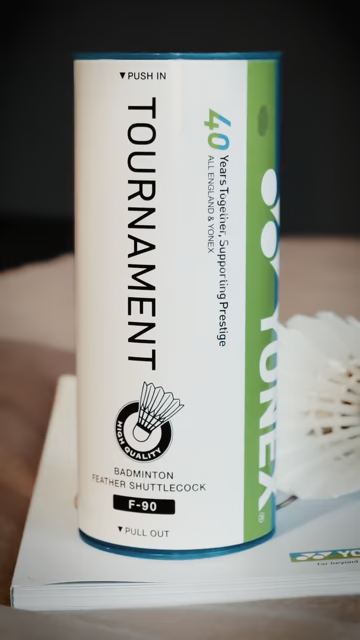 ▼PUSH IN
TOURNAMENT
40 Years Together, Supporting Prestige
ALL ENGLAND & YONEX
YONEX®
HIGH QUALITY
BADMINTON
FEATHER SHUTTLECOCK
F-90
▼PULL OUT
YO